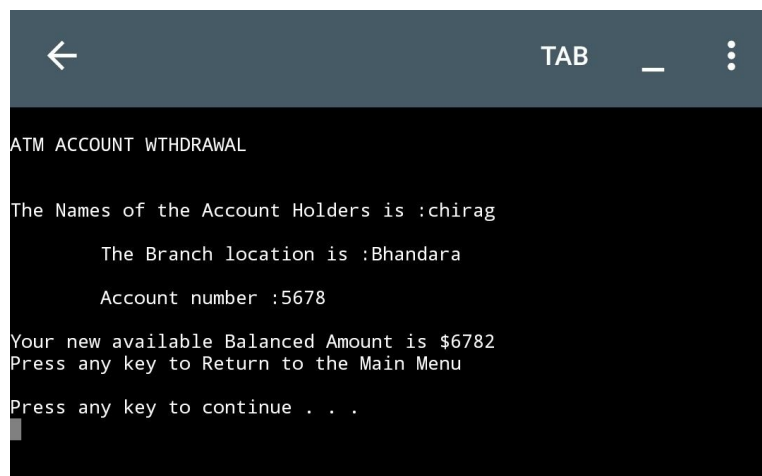 TAB
ATM ACCOUNT WTHDRAWAL
The Names of the Account Holders is :chirag
The Branch location is :Bhandara
Account number :5678
Your new available Balanced Amount is $6782
Press any key to Return to the Main Menu
Press any key to continue . . .